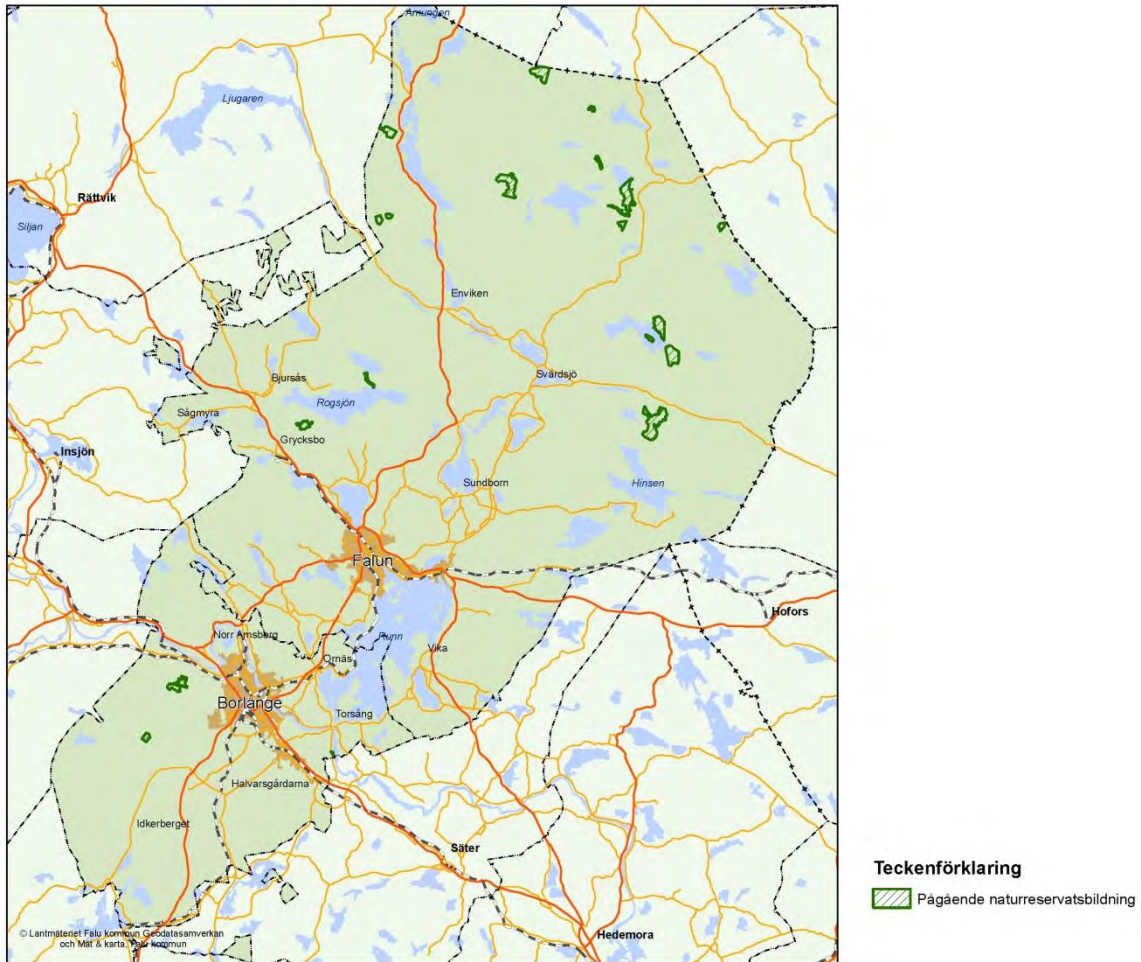 Amungen
Ljugaren
Rättvik
Siljan
Enviken
Bjursås
Svärdsjö
Rogsjön
Sågmyra
Grycksbo
Insjön
Sundborn
Hinsen
Falun
Hofors
Norr Amsberg
Runn
Vika
Ornäs
Borlänge
Torsång
Halvarsgårdarna
Idkerberget
Säter
Teckenförklaring
Pågående naturreservatsbildning
© Lantmäteriet Falu kommun Geodatasamverkan
och Mät & karta, Falu kommun
Hedemora